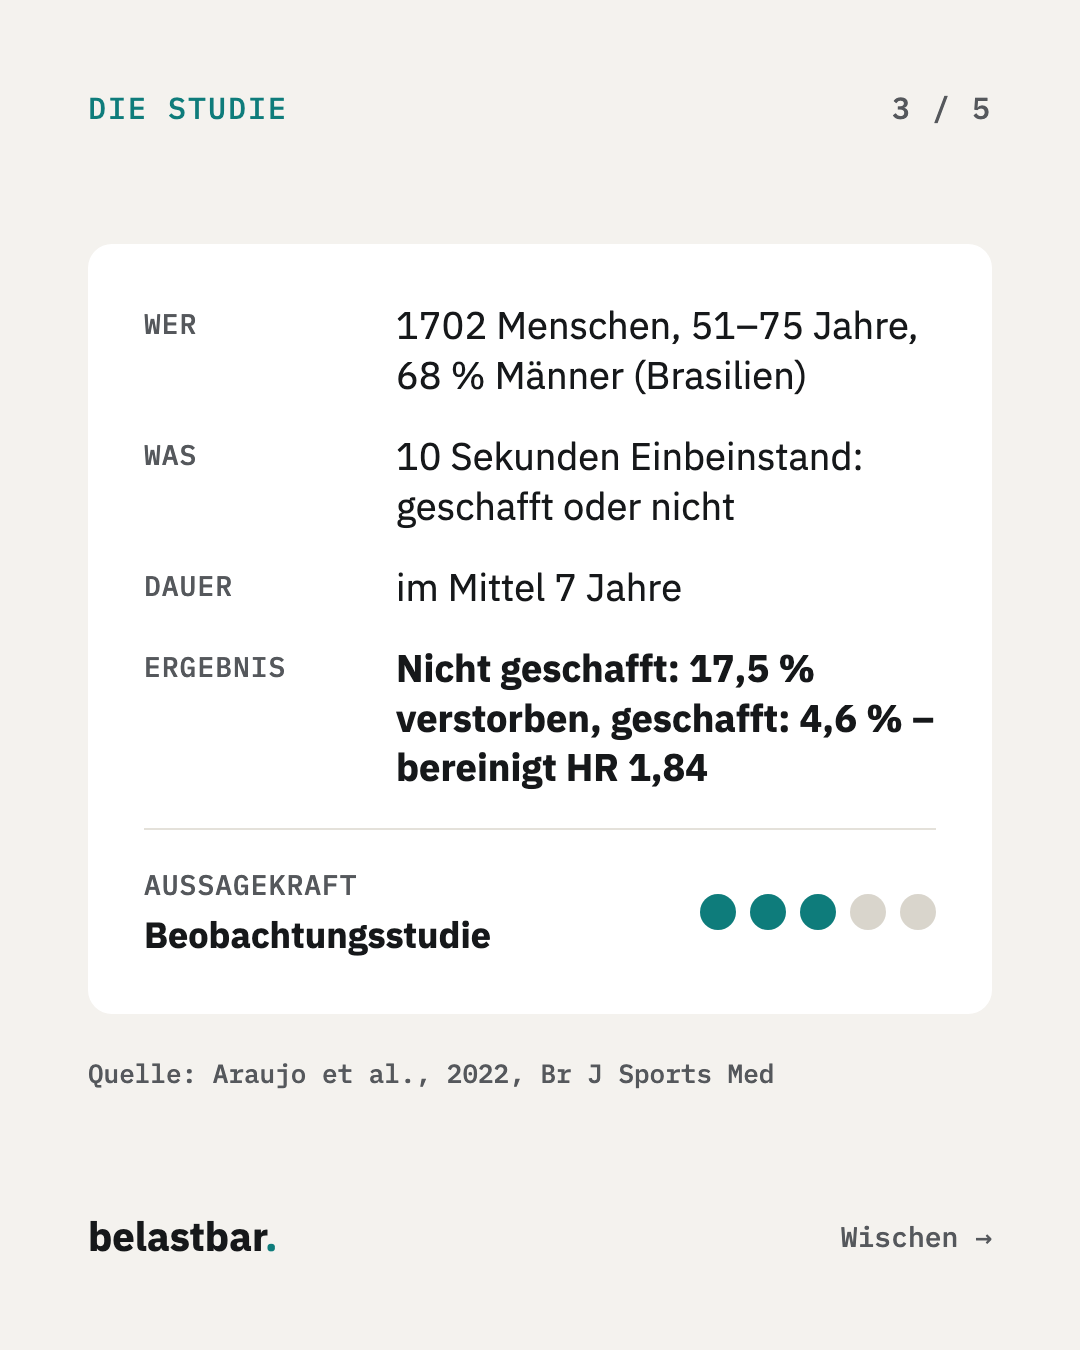 DIE STUDIE
3 / 5
WER
1702 Menschen, 51–75 Jahre,
68 % Männer (Brasilien)
WAS
10 Sekunden Einbeinstand:
geschafft oder nicht
DAUER
im Mittel 7 Jahre
ERGEBNIS
Nicht geschafft: 17,5 %
verstorben, geschafft: 4,6 % –
bereinigt HR 1,84
AUSSAGEKRAFT
Beobachtungsstudie
Quelle: Araujo et al., 2022, Br J Sports Med
belastbar.
Wischen →